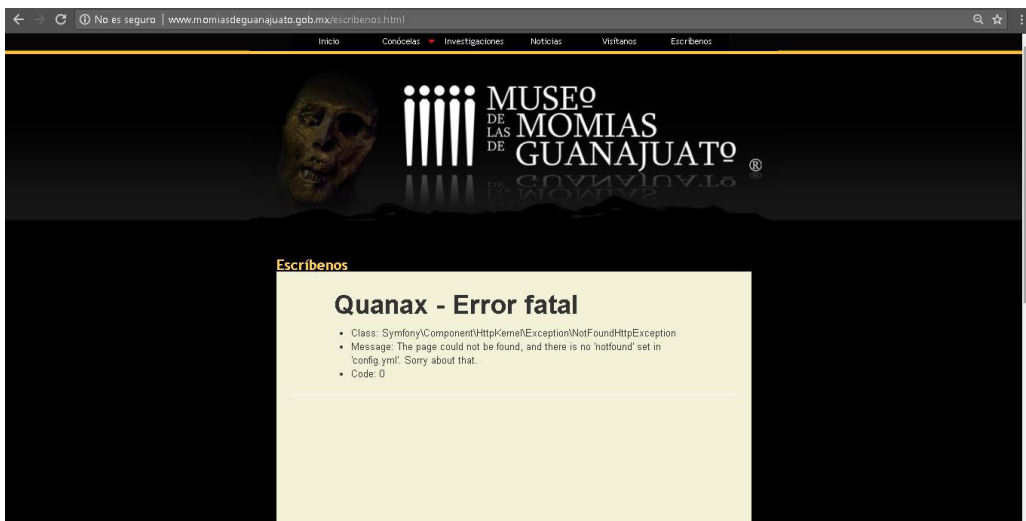 No es seguro | www.momiasdeguanajuato.gob.mx/escribenos.html
Inicio Conócelas Investigaciones Noticias Visítanos Escríbenos
MUSEO
DE LAS MOMIAS
DE GUANAJUATO ®
Escríbenos
Quanax - Error fatal
• Class: Symfony\Component\HttpKernel\Exception\NotFoundHttpException
• Message: The page could not be found, and there is no 'notfound' set in
'config.yml'. Sorry about that.
• Code: 0